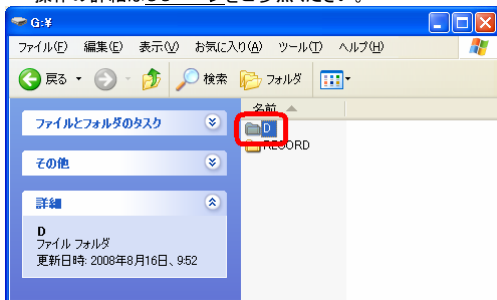 G:¥
ファイル(F) 編集(E) 表示(V) お気に入り(A) ツール(T) ヘルプ(H)
戻る 検索 フォルダ
名前
ファイルとフォルダのタスク
D
RECORD
その他
詳細
D
ファイル フォルダ
更新日時: 2008年8月16日、9:52